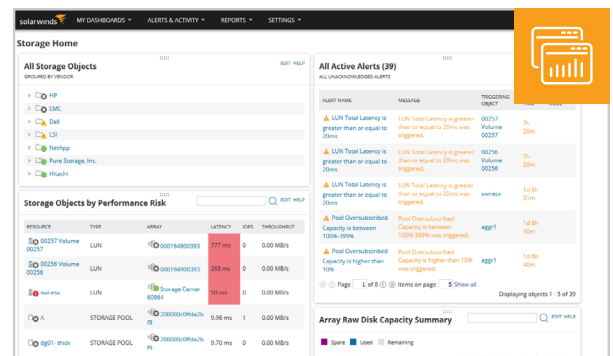 solarwinds MY DASHBOARDS ALERTS & ACTIVITY REPORTS SETTINGS
Storage Home
All Storage Objects EDIT HELP
GROUPED BY VENDOR
HP
EMC
Dell
LSI
NetApp
Pure Storage, Inc.
Hitachi
Storage Objects by Performance Risk EDIT HELP
RESOURCE TYPE ARRAY LATENCY IOPS THROUGHPUT
00257 Volume 00257 LUN 000194900393 777 ms 0 0.00 MB/s
00256 Volume 00256 LUN 000194900393 263 ms 0 0.00 MB/s
swi-esx LUN Storage Center 60964 50 ms 0 0.00 MB/s
STORAGE POOL 9.96 ms 1 0.00 MB/s
dg01- thick STORAGE POOL 9.70 ms 0 0.00 MB/s
All Active Alerts (39)
ALL UNACKNOWLEDGED ALERTS
ALERT NAME MESSAGE TRIGGERING OBJECT
LUN Total Latency is greater than or equal to 20ms LUN Total Latency is greater than or equal to 20ms was triggered. 00257 Volume 00257 7h 20m
LUN Total Latency is greater than or equal to 20ms LUN Total Latency is greater than or equal to 20ms was triggered. 00256 Volume 00256 7h 20m
LUN Total Latency is greater than or equal to 20ms LUN Total Latency is greater than or equal to 20ms was triggered. swi-esx 1d 6h 31m
Pool Oversubscribed Capacity is between 100%-399% Pool Oversubscribed Capacity is between 100%-399% was triggered. aggr1 1d 8h 40m
Pool Oversubscribed Capacity is higher than 10% Pool Oversubscribed Capacity is higher than 10% was triggered. aggr1 1d 8h 40m
Page 1 of 8 Items on page 5 Show all
Displaying objects 1 - 5 of 39
Array Raw Disk Capacity Summary EDIT HELP
Spare Used Remaining